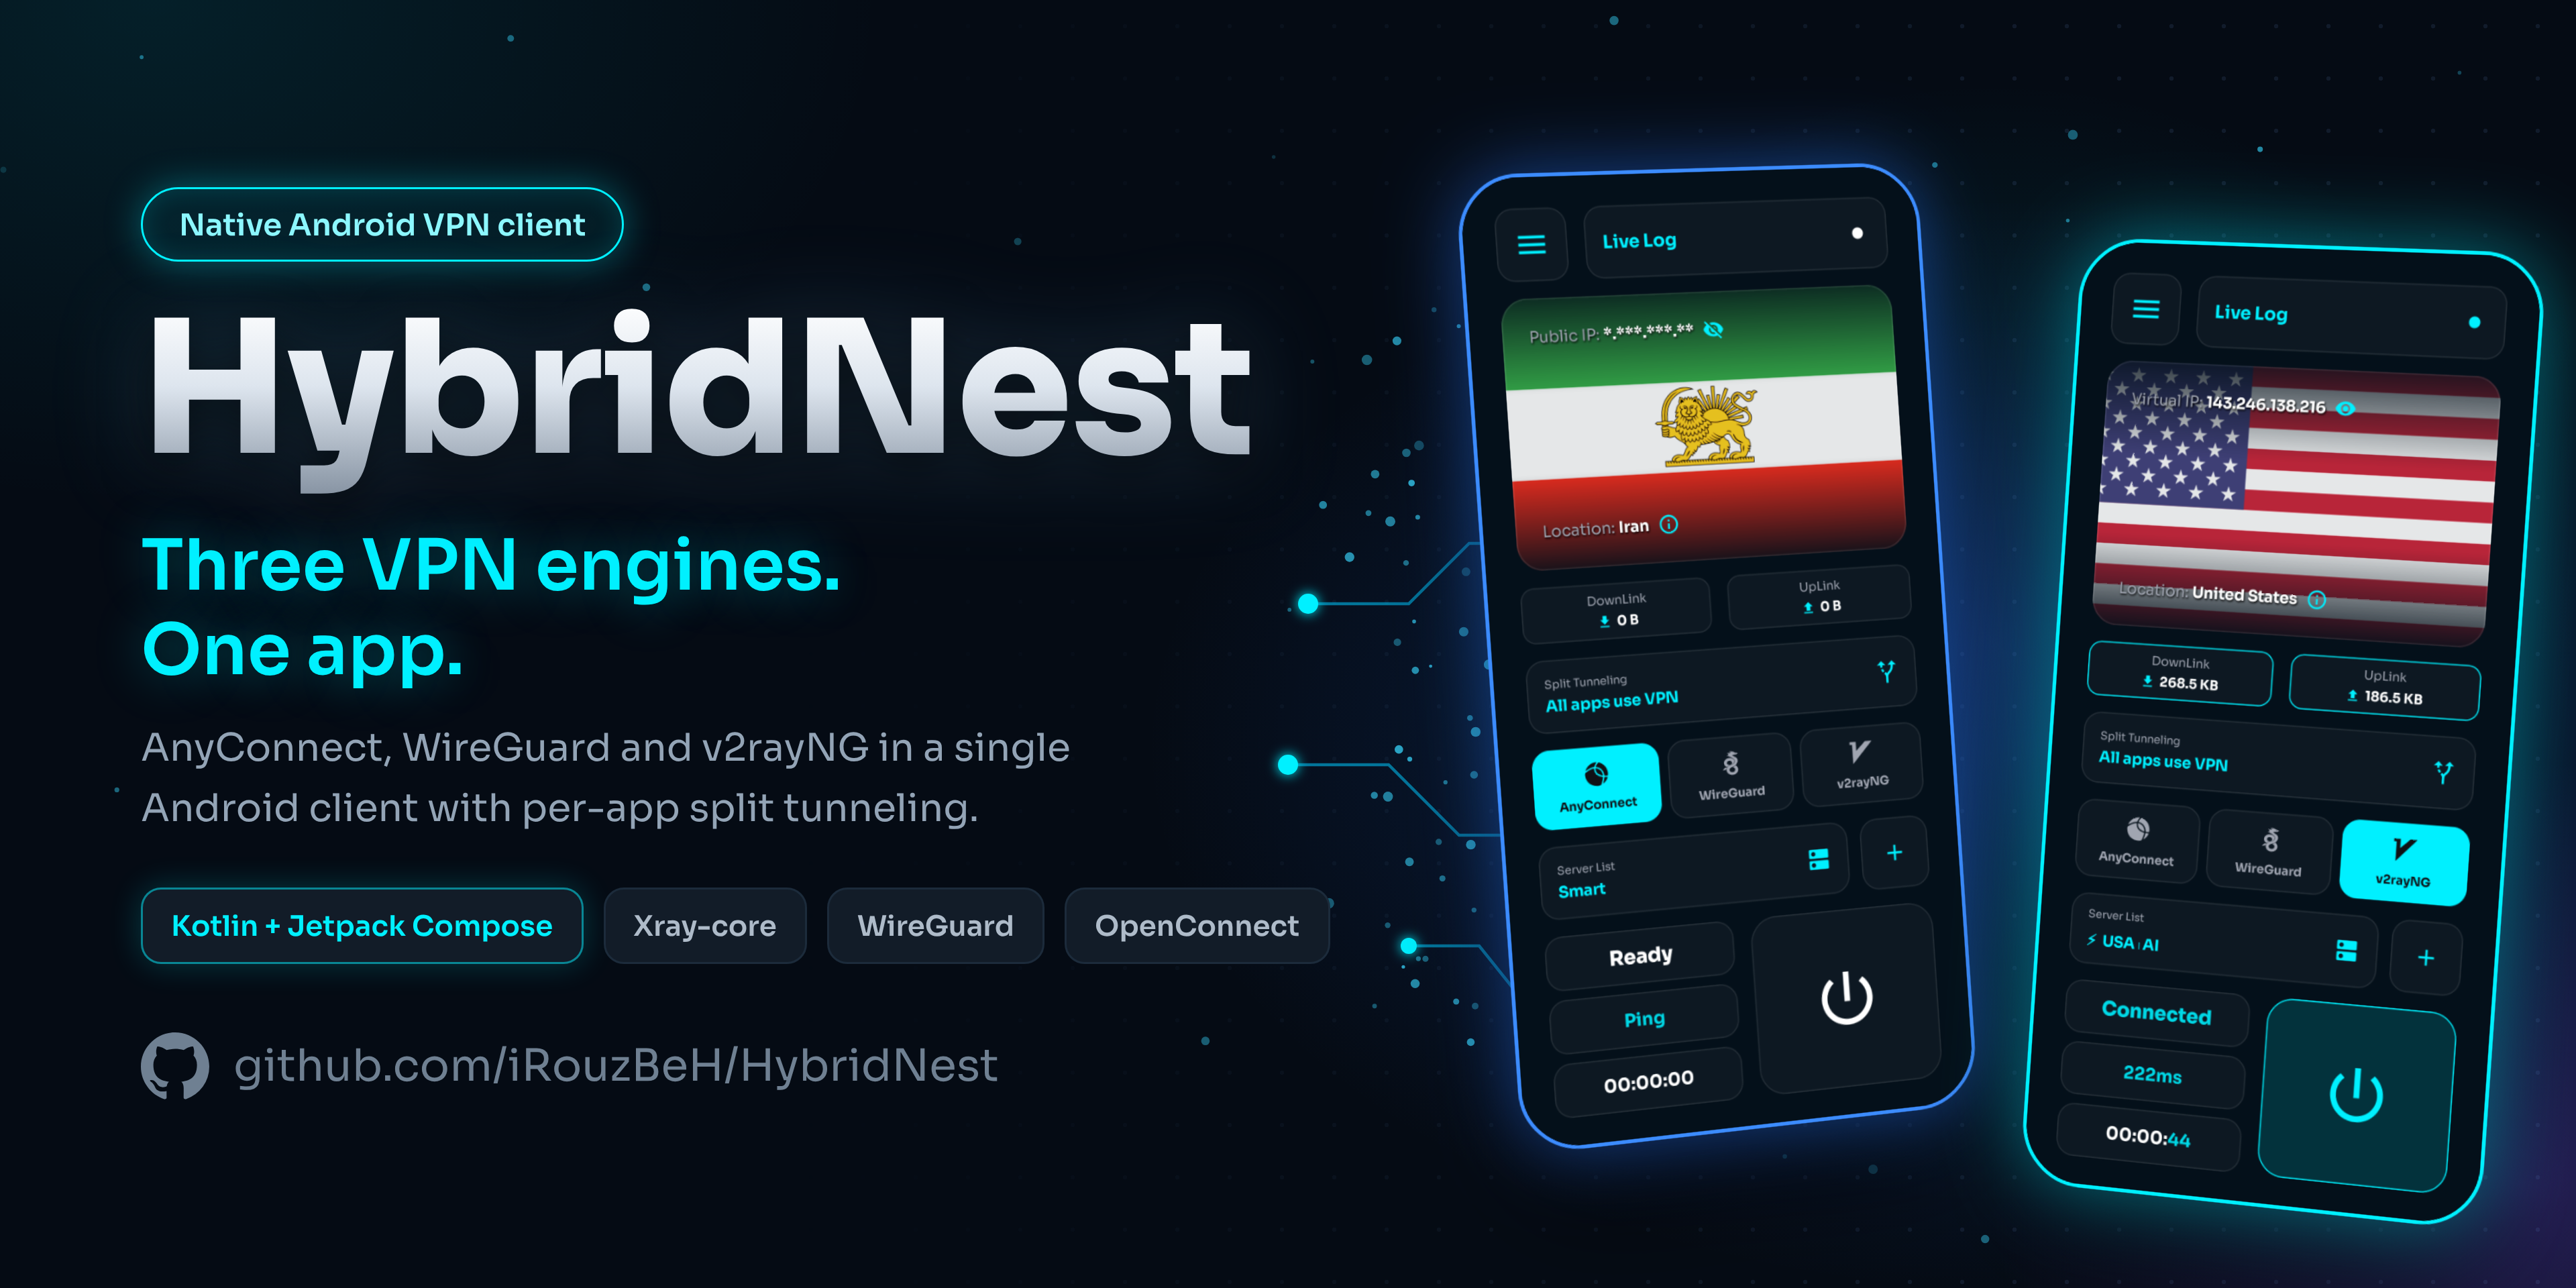 Native Android VPN client
HybridNest
Three VPN engines.
One app.
AnyConnect, WireGuard and v2rayNG in a single
Android client with per-app split tunneling.
Kotlin + Jetpack Compose
Xray-core
WireGuard
OpenConnect
github.com/iRouzBeH/HybridNest
Live Log
Public IP: *.***.***.**
Location: Iran
DownLink
0 B
UpLink
0 B
Split Tunneling
All apps use VPN
AnyConnect
WireGuard
v2rayNG
Server List
Smart
Ready
Ping
00:00:00
Live Log
Virtual IP: 143.246.138.216
Location: United States
DownLink
268.5 KB
UpLink
186.5 KB
Split Tunneling
All apps use VPN
AnyConnect
WireGuard
v2rayNG
Server List
⚡ USA | AI
Connected
222ms
00:00:44